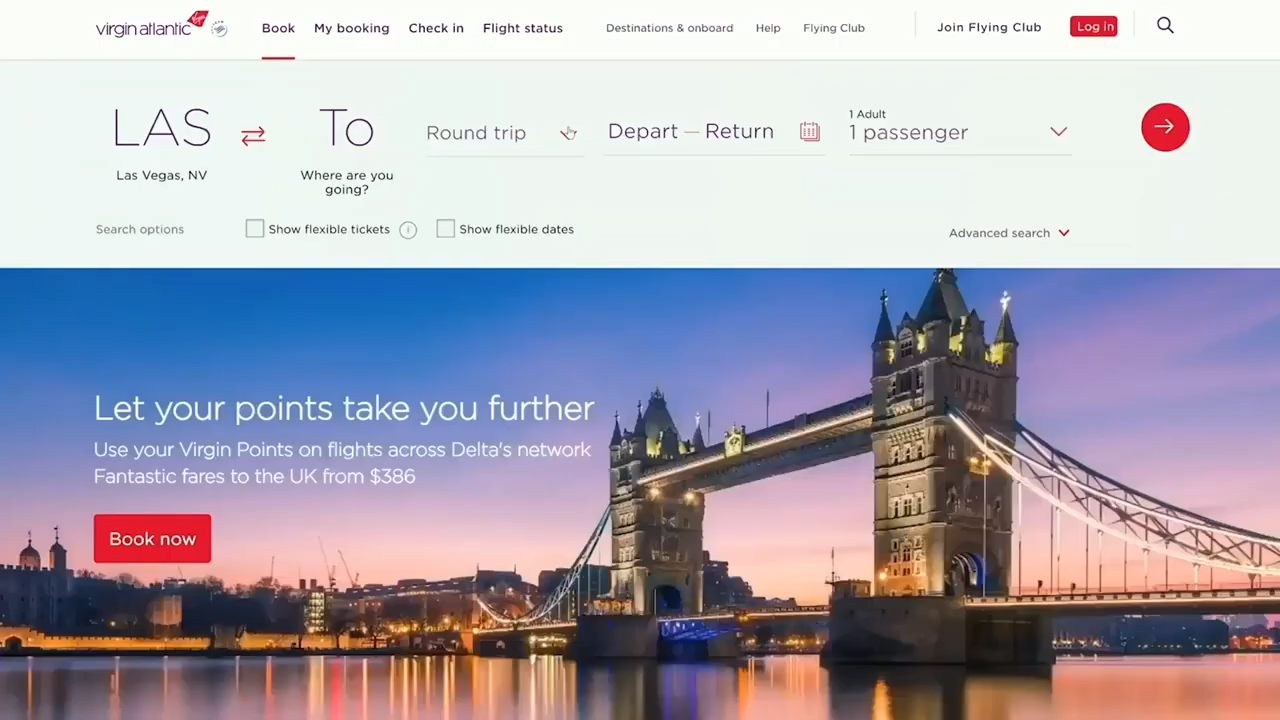 virgin atlantic
Book
My booking
Check in
Flight status
Destinations & onboard
Help
Flying Club
Join Flying Club
Log in
LAS
Las Vegas, NV
To
Where are you
going?
Round trip
Depart — Return
1 Adult
1 passenger
Search options
Show flexible tickets
Show flexible dates
Advanced search
Let your points take you further
Use your Virgin Points on flights across Delta's network
Fantastic fares to the UK from $386
Book now